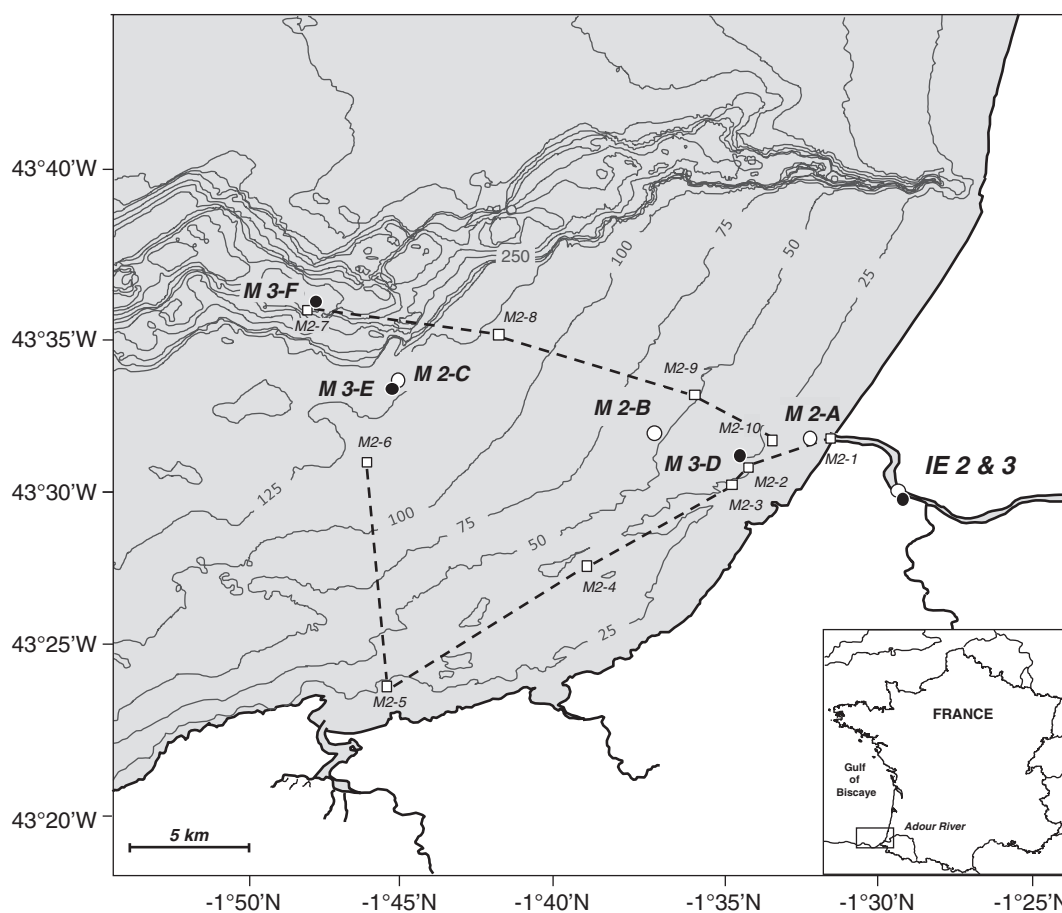 43°40'W
43°35'W
43°30'W
43°25'W
43°20'W
250
100
75
50
25
M 3-F
M2-7
M2-8
M 3-E
M 2-C
M2-9
M 2-B
M 2-A
M2-10
M2-6
M 3-D
M2-1
M2-2
IE 2 & 3
M2-3
125
100
75
50
M2-4
25
M2-5
FRANCE
Gulf
of
Biscaye
Adour River
5 km
-1°50'W
-1°45'W
-1°40'W
-1°35'W
-1°30'W
-1°25'W